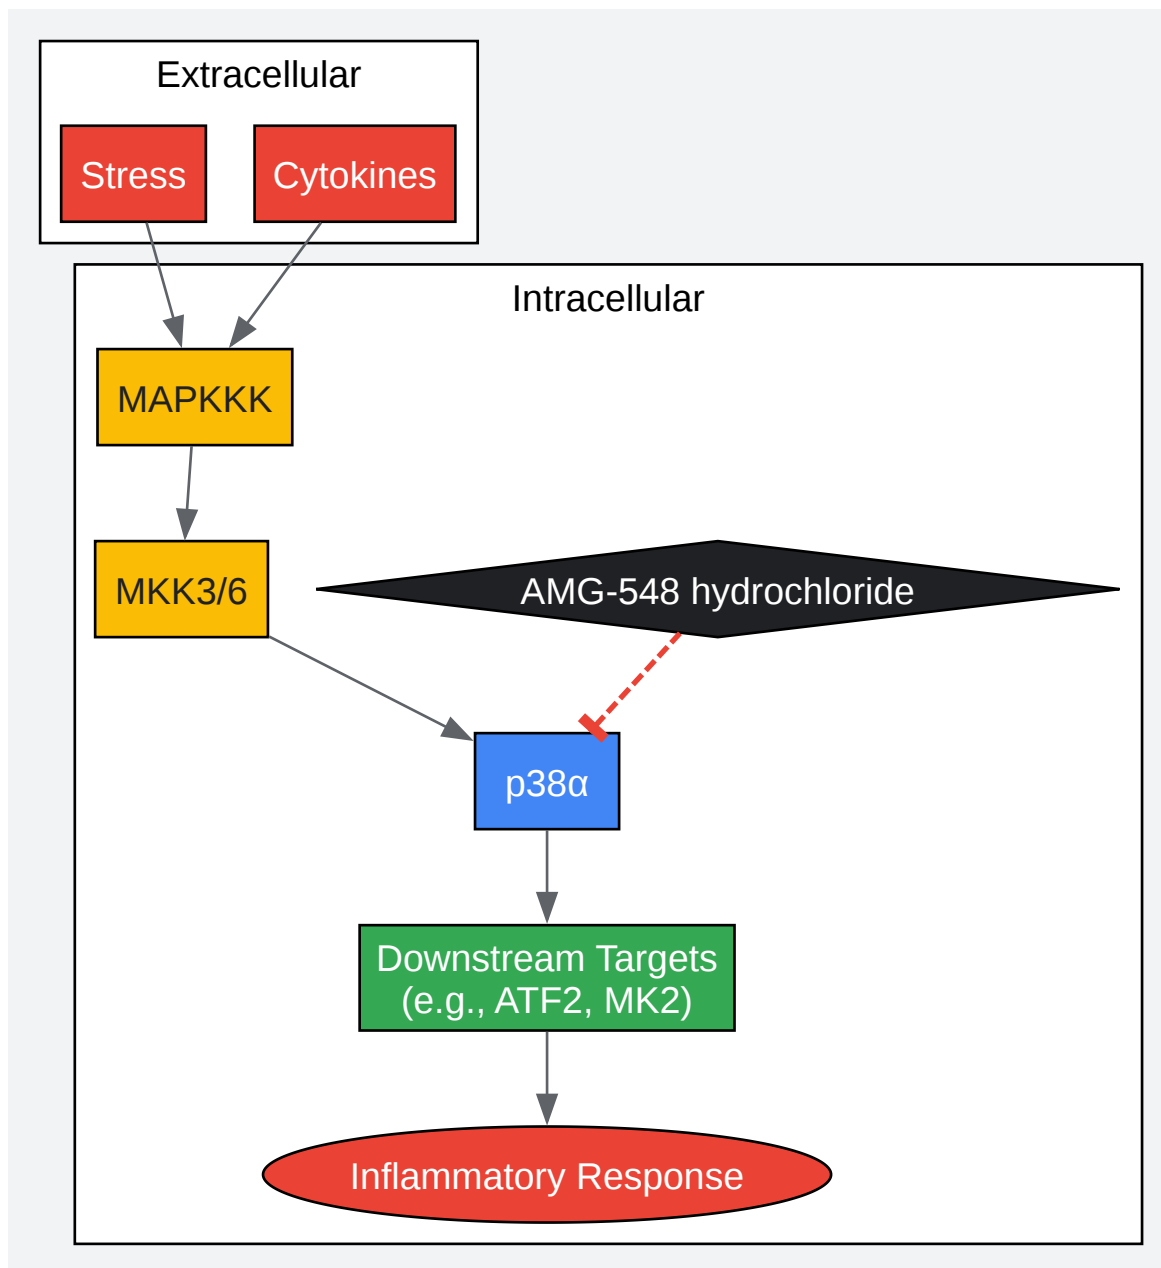 Extracellular
Stress
Cytokines
Intracellular
MAPKKK
MKK3/6
AMG-548 hydrochloride
p38α
Downstream Targets
(e.g., ATF2, MK2)
Inflammatory Response